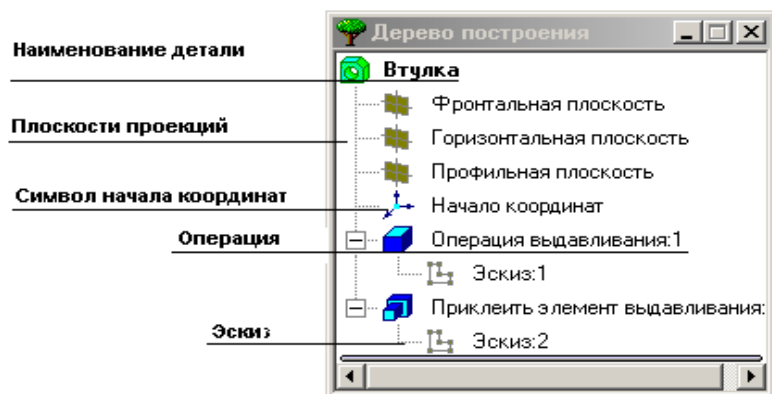 Дерево построения
Наименование детали
Втулка
Фронтальная плоскость
Плоскости проекций
Горизонтальная плоскость
Профильная плоскость
Символ начала координат
Начало координат
Операция
Операция выдавливания:1
Эскиз:1
Приклеить элемент выдавливания:
Эскиз
Эскиз:2